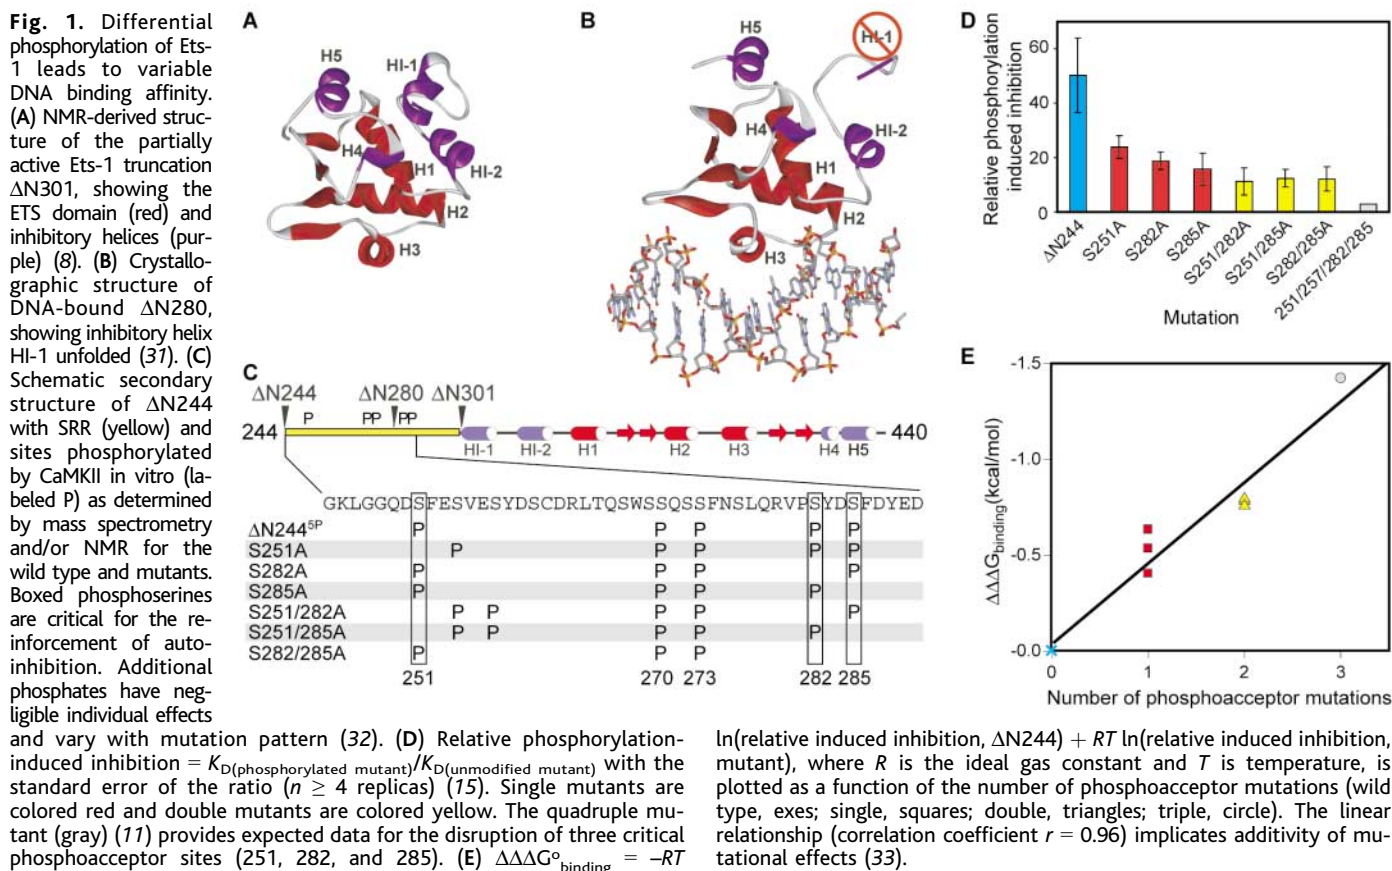 Fig. 1. Differential
phosphorylation of Ets-
1 leads to variable
DNA binding affinity.
(A) NMR-derived struc-
ture of the partially
active Ets-1 truncation
ΔN301, showing the
ETS domain (red) and
inhibitory helices (pur-
ple) (8). (B) Crystallo-
graphic structure of
DNA-bound ΔN280,
showing inhibitory helix
HI-1 unfolded (31). (C)
Schematic secondary
structure of ΔN244
with SRR (yellow) and
sites phosphorylated
by CaMKII in vitro (la-
beled P) as determined
by mass spectrometry
and/or NMR for the
wild type and mutants.
Boxed phosphoserines
are critical for the re-
inforcement of auto-
inhibition. Additional
phosphates have neg-
ligible individual effects
and vary with mutation pattern (32). (D) Relative phosphorylation-
induced inhibition = KD(phosphorylated mutant)/KD(unmodified mutant) with the
standard error of the ratio (n ≥ 4 replicas) (15). Single mutants are
colored red and double mutants are colored yellow. The quadruple mu-
tant (gray) (11) provides expected data for the disruption of three critical
phosphoacceptor sites (251, 282, and 285). (E) ΔΔΔG°binding = –RT
ln(relative induced inhibition, ΔN244) + RT ln(relative induced inhibition,
mutant), where R is the ideal gas constant and T is temperature, is
plotted as a function of the number of phosphoacceptor mutations (wild
type, exes; single, squares; double, triangles; triple, circle). The linear
relationship (correlation coefficient r = 0.96) implicates additivity of mu-
tational effects (33).
A
H5
HI-1
H4
H1
HI-2
H2
H3
B
H5
HI-1
H4
HI-2
H1
H2
H3
C
ΔN244 ΔN280 ΔN301
P PP PP
244 440
HI-1 HI-2 H1 H2 H3 H4 H5
GKLGGQDSFESVESYDSCDRLTQSWSSQSSFNSLQRVPSYDSFDYED
ΔN244 5P P P P P P
S251A P P P P P
S282A P P P P
S285A P P P P
S251/282A P P P P P
S251/285A P P P P P
S282/285A P P P
251 270 273 282 285
D
Relative phosphorylation
induced inhibition
60
40
20
0
ΔN244
S251A
S282A
S285A
S251/282A
S251/285A
S282/285A
251/257/282/285
Mutation
E
ΔΔΔGbinding(kcal/mol)
-1.5
-1.0
-0.5
-0.0
0 1 2 3
Number of phosphoacceptor mutations